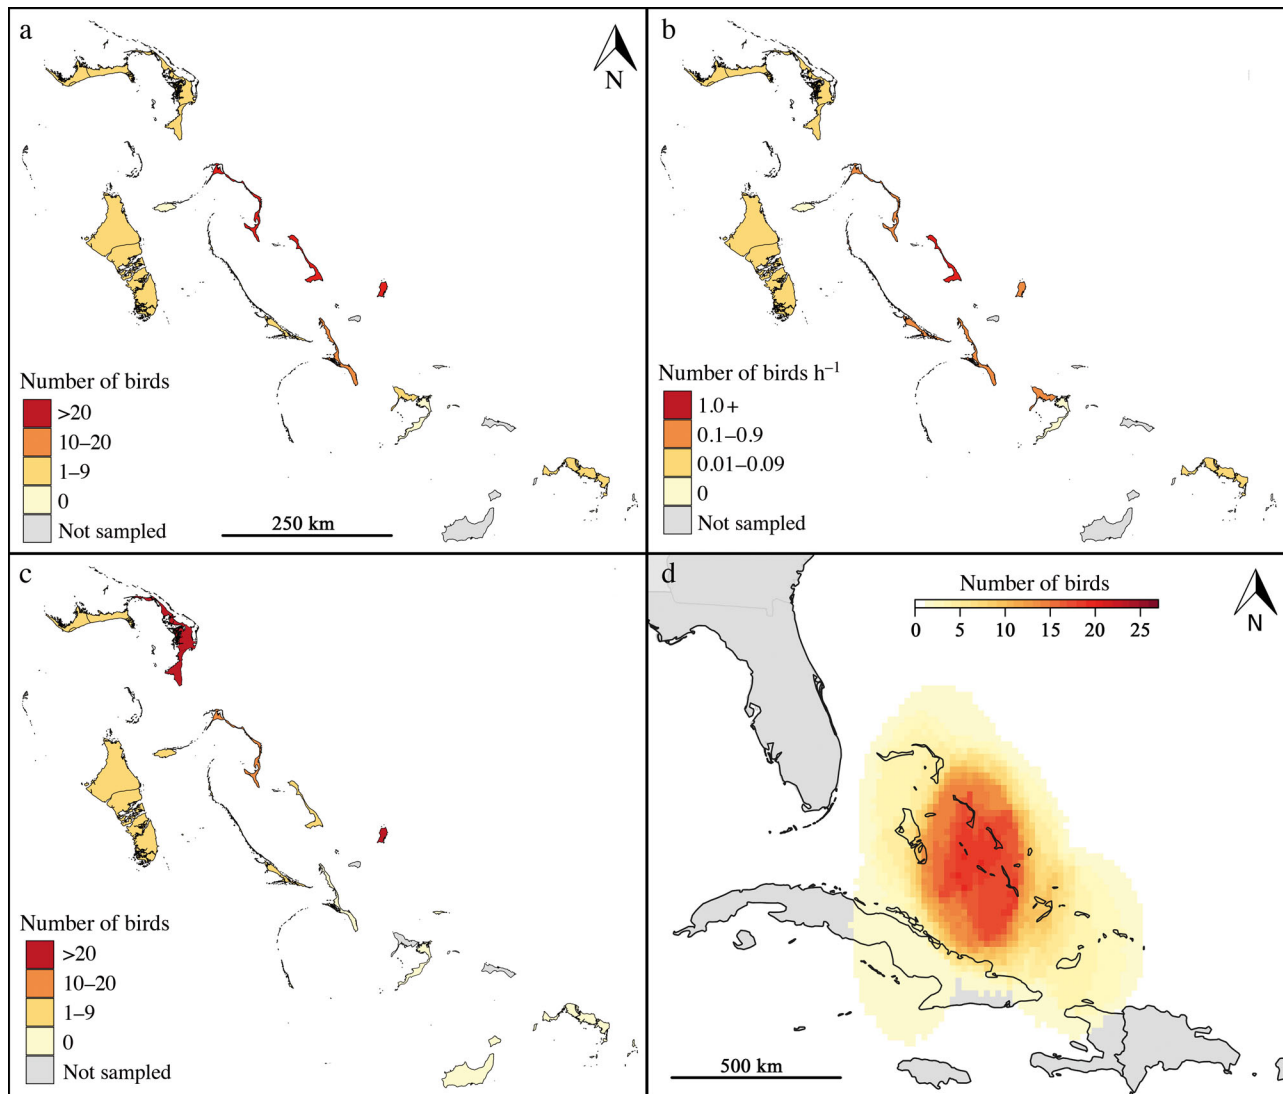 a
N
Number of birds
>20
10–20
1–9
0
Not sampled
250 km
b
Number of birds h⁻¹
1.0+
0.1–0.9
0.01–0.09
0
Not sampled
c
Number of birds
>20
10–20
1–9
0
Not sampled
d
Number of birds
0 5 10 15 20 25
N
500 km